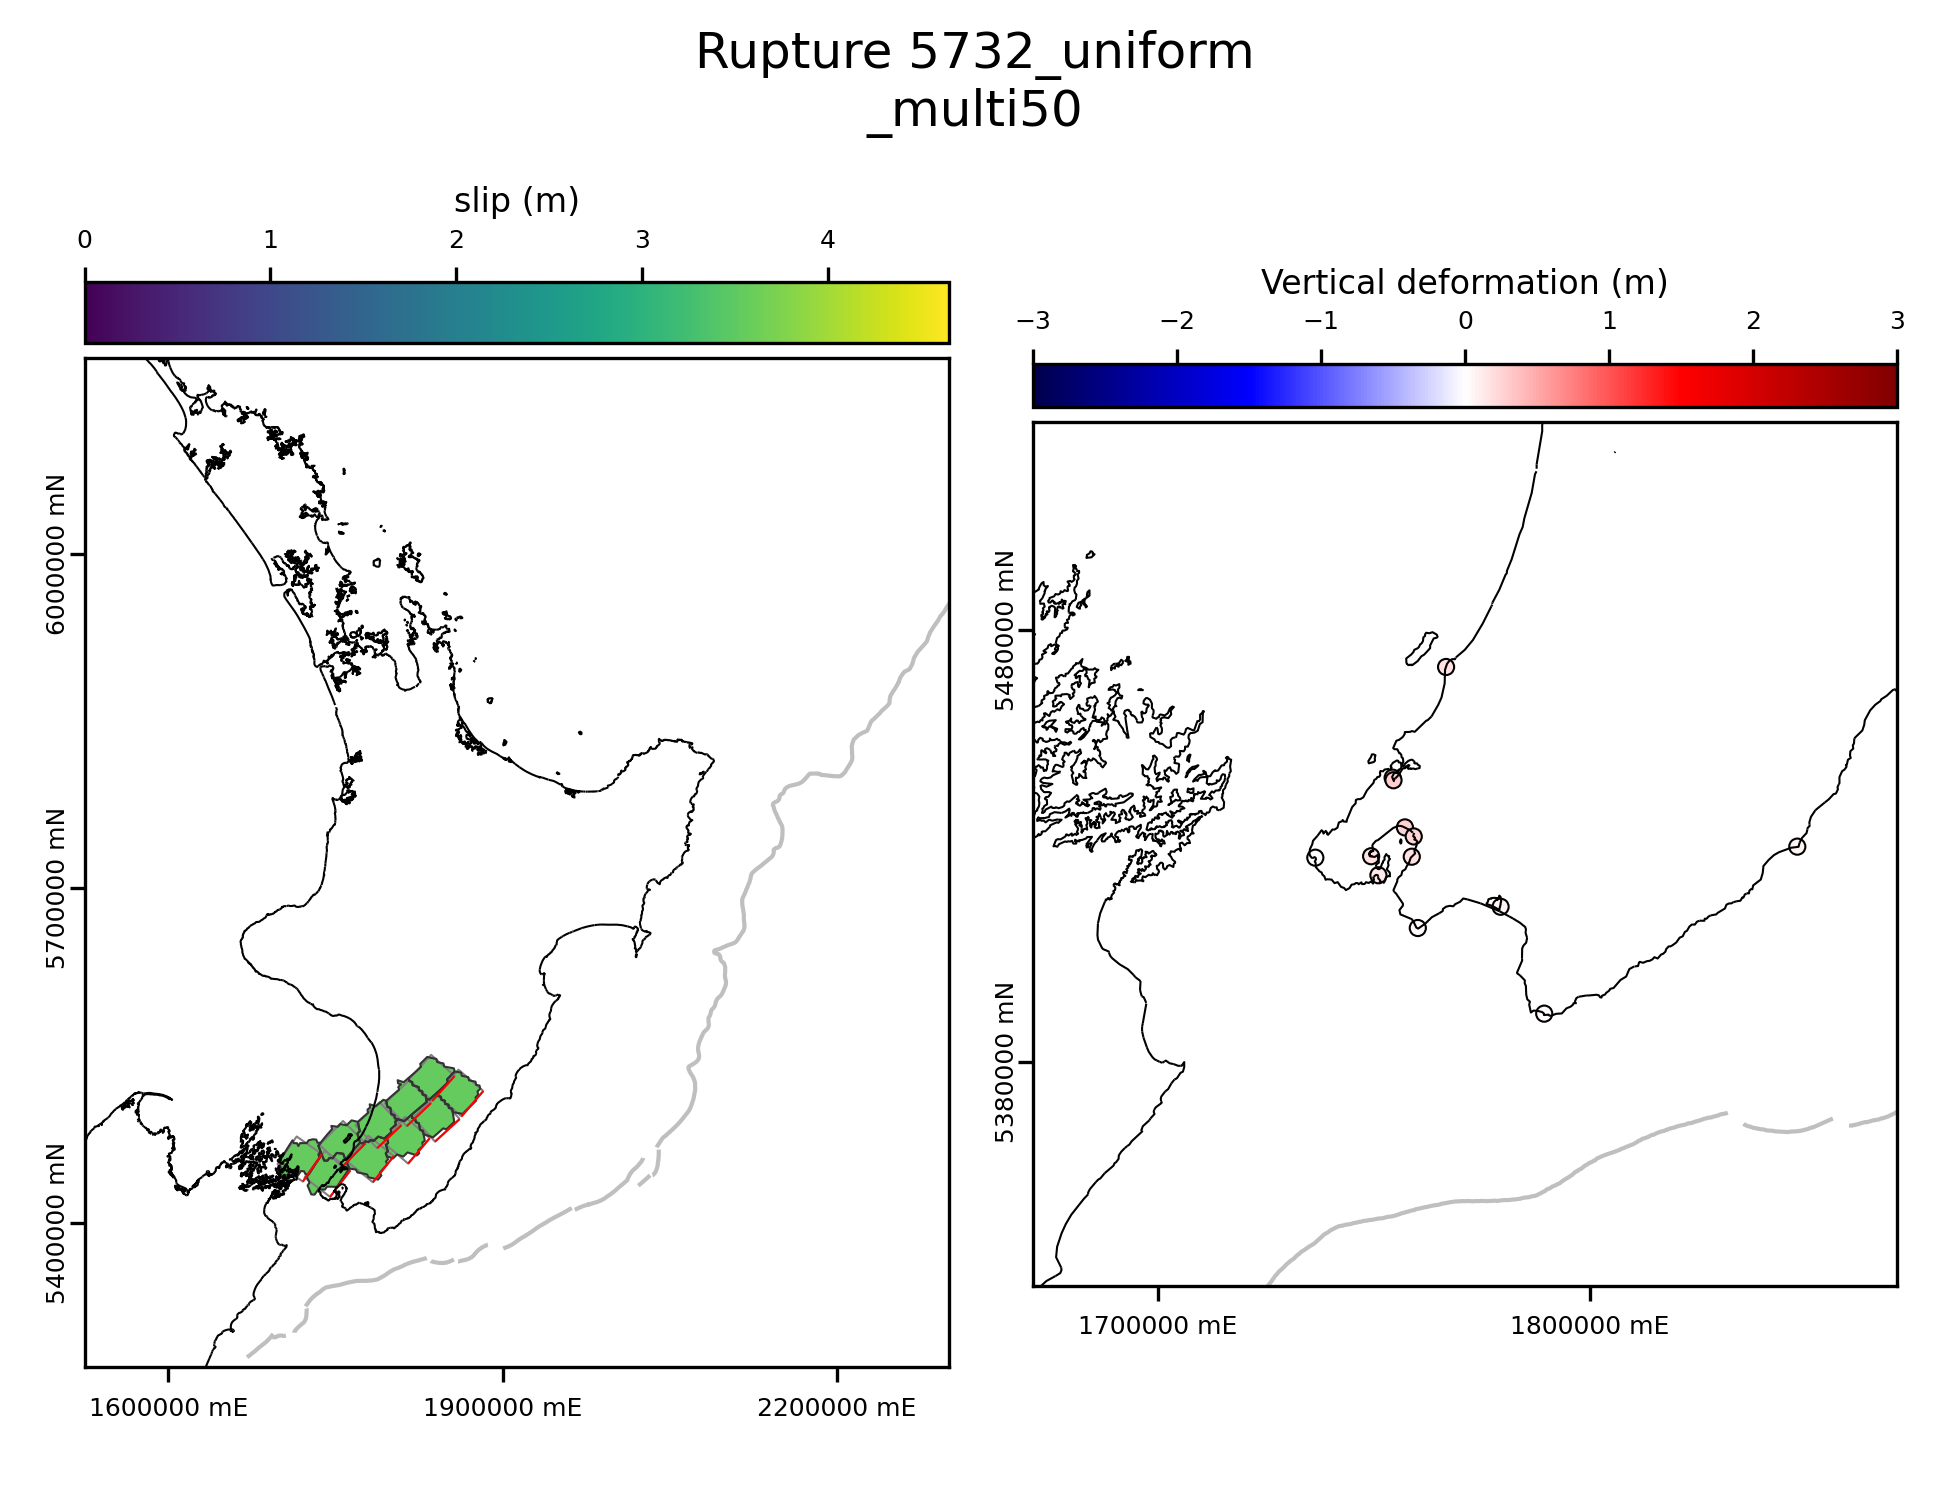 Rupture 5732_uniform
_multi50
slip (m)
0 1 2 3 4
Vertical deformation (m)
−3 −2 −1 0 1 2 3
6000000 mN
5700000 mN
5400000 mN
1600000 mE 1900000 mE 2200000 mE
5480000 mN
5380000 mN
1700000 mE 1800000 mE